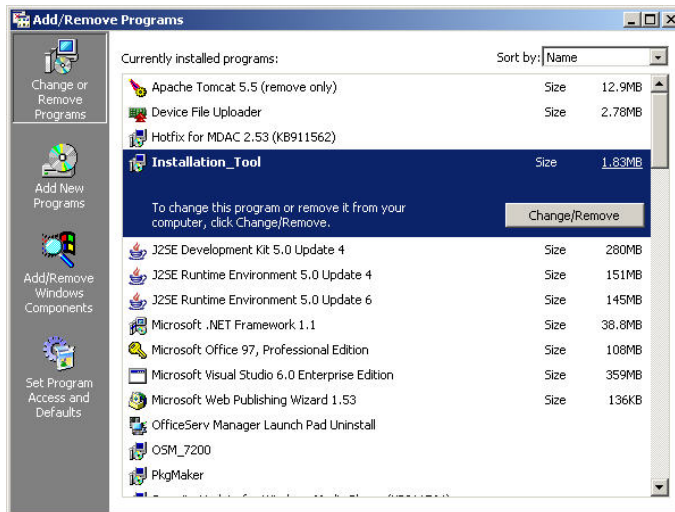 Add/Remove Programs
Change or
Remove
Programs
Add New
Programs
Add/Remove
Windows
Components
Set Program
Access and
Defaults
Currently installed programs:
Sort by: Name
Apache Tomcat 5.5 (remove only) Size 12.9MB
Device File Uploader Size 2.78MB
Hotfix for MDAC 2.53 (KB911562)
Installation_Tool Size 1.83MB
To change this program or remove it from your
computer, click Change/Remove.
Change/Remove
J2SE Development Kit 5.0 Update 4 Size 280MB
J2SE Runtime Environment 5.0 Update 4 Size 151MB
J2SE Runtime Environment 5.0 Update 6 Size 145MB
Microsoft .NET Framework 1.1 Size 38.8MB
Microsoft Office 97, Professional Edition Size 108MB
Microsoft Visual Studio 6.0 Enterprise Edition Size 359MB
Microsoft Web Publishing Wizard 1.53 Size 136KB
OfficeServ Manager Launch Pad Uninstall
OSM_7200
PkgMaker